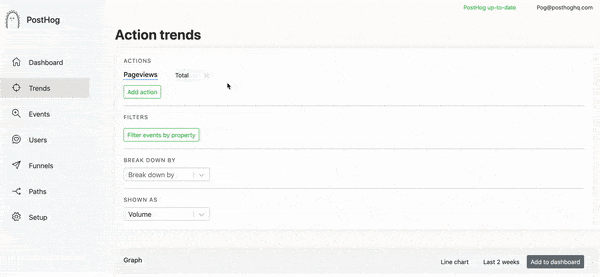 PostHog up-to-date Pog@posthoghq.com
PostHog
Action trends
Dashboard
Trends
Events
Users
Funnels
Paths
Setup
ACTIONS
Pageviews Total
Add action
FILTERS
Filter events by property
BREAK DOWN BY
Break down by
SHOWN AS
Volume
Graph Line chart Last 2 weeks Add to dashboard